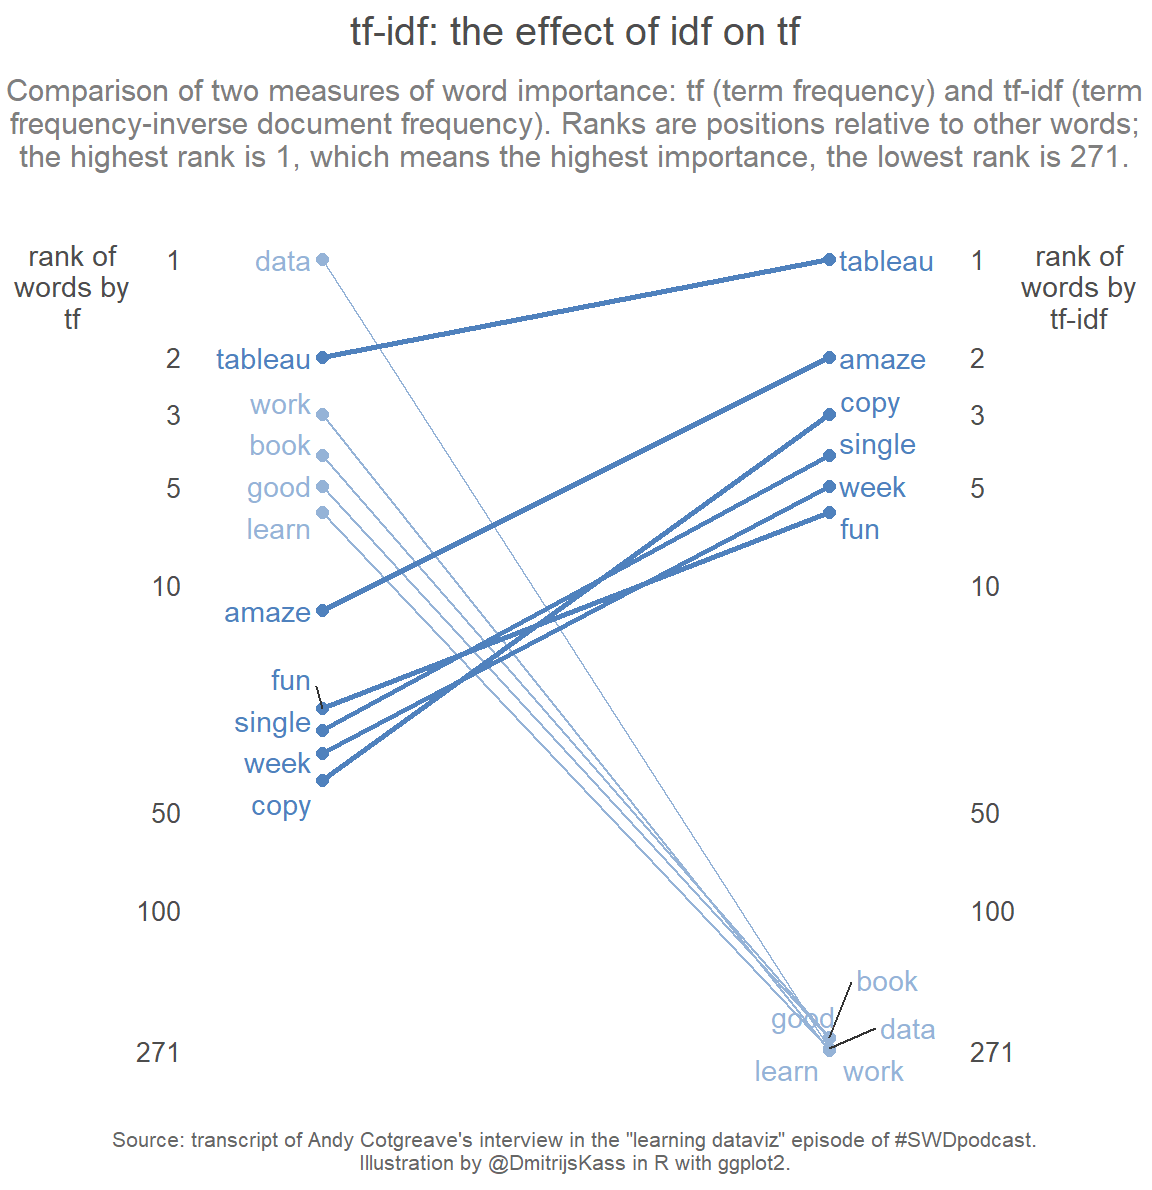 tf-idf: the effect of idf on tf
Comparison of two measures of word importance: tf (term frequency) and tf-idf (term
frequency-inverse document frequency). Ranks are positions relative to other words;
the highest rank is 1, which means the highest importance, the lowest rank is 271.
rank of
words by
tf
1
2
3
5
10
50
100
271
data
tableau
work
book
good
learn
amaze
fun
single
week
copy
tableau
amaze
copy
single
week
fun
book
good
data
learn
work
1
2
3
5
10
50
100
271
rank of
words by
tf-idf
Source: transcript of Andy Cotgreave's interview in the "learning dataviz" episode of #SWDpodcast.
Illustration by @DmitrijsKass in R with ggplot2.